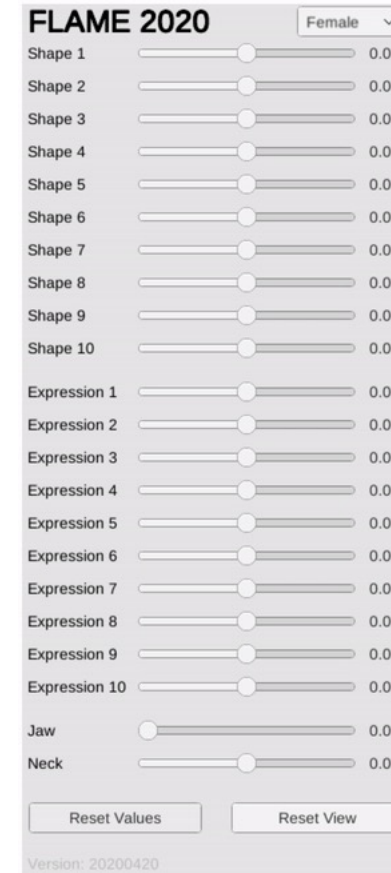 FLAME 2020 Female
Shape 1 0.0
Shape 2 0.0
Shape 3 0.0
Shape 4 0.0
Shape 5 0.0
Shape 6 0.0
Shape 7 0.0
Shape 8 0.0
Shape 9 0.0
Shape 10 0.0
Expression 1 0.0
Expression 2 0.0
Expression 3 0.0
Expression 4 0.0
Expression 5 0.0
Expression 6 0.0
Expression 7 0.0
Expression 8 0.0
Expression 9 0.0
Expression 10 0.0
Jaw 0.0
Neck 0.0
Reset Values Reset View
Version: 20200420